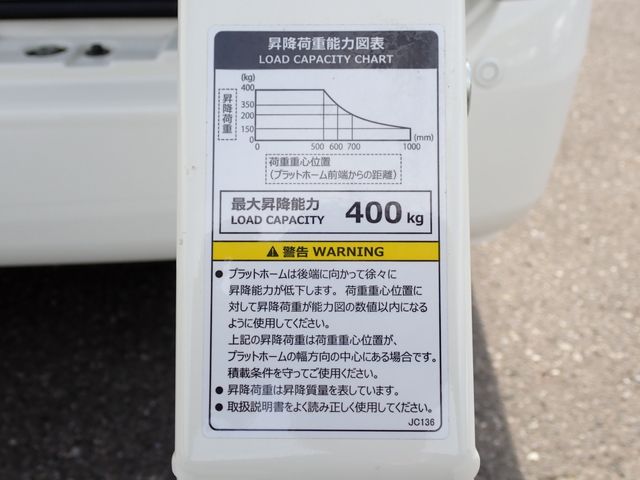 昇降荷重能力図表
LOAD CAPACITY CHART
(kg)
400
350
200
150
0
昇降荷重
500 600 700 1000 (mm)
荷重重心位置
(プラットホーム前端からの距離)
最大昇降能力
LOAD CAPACITY 400kg
警告 WARNING
● プラットホームは後端に向かって徐々に
昇降能力が低下します。荷重重心位置に
対して昇降荷重が能力図の数値以内になる
ように使用してください。
上記の昇降荷重は荷重重心位置が、
プラットホームの幅方向の中心にある場合です。
積載条件を守ってご使用ください。
● 昇降荷重は昇降質量を表しています。
● 取扱説明書をよく読み正しく使用してください。
JC136